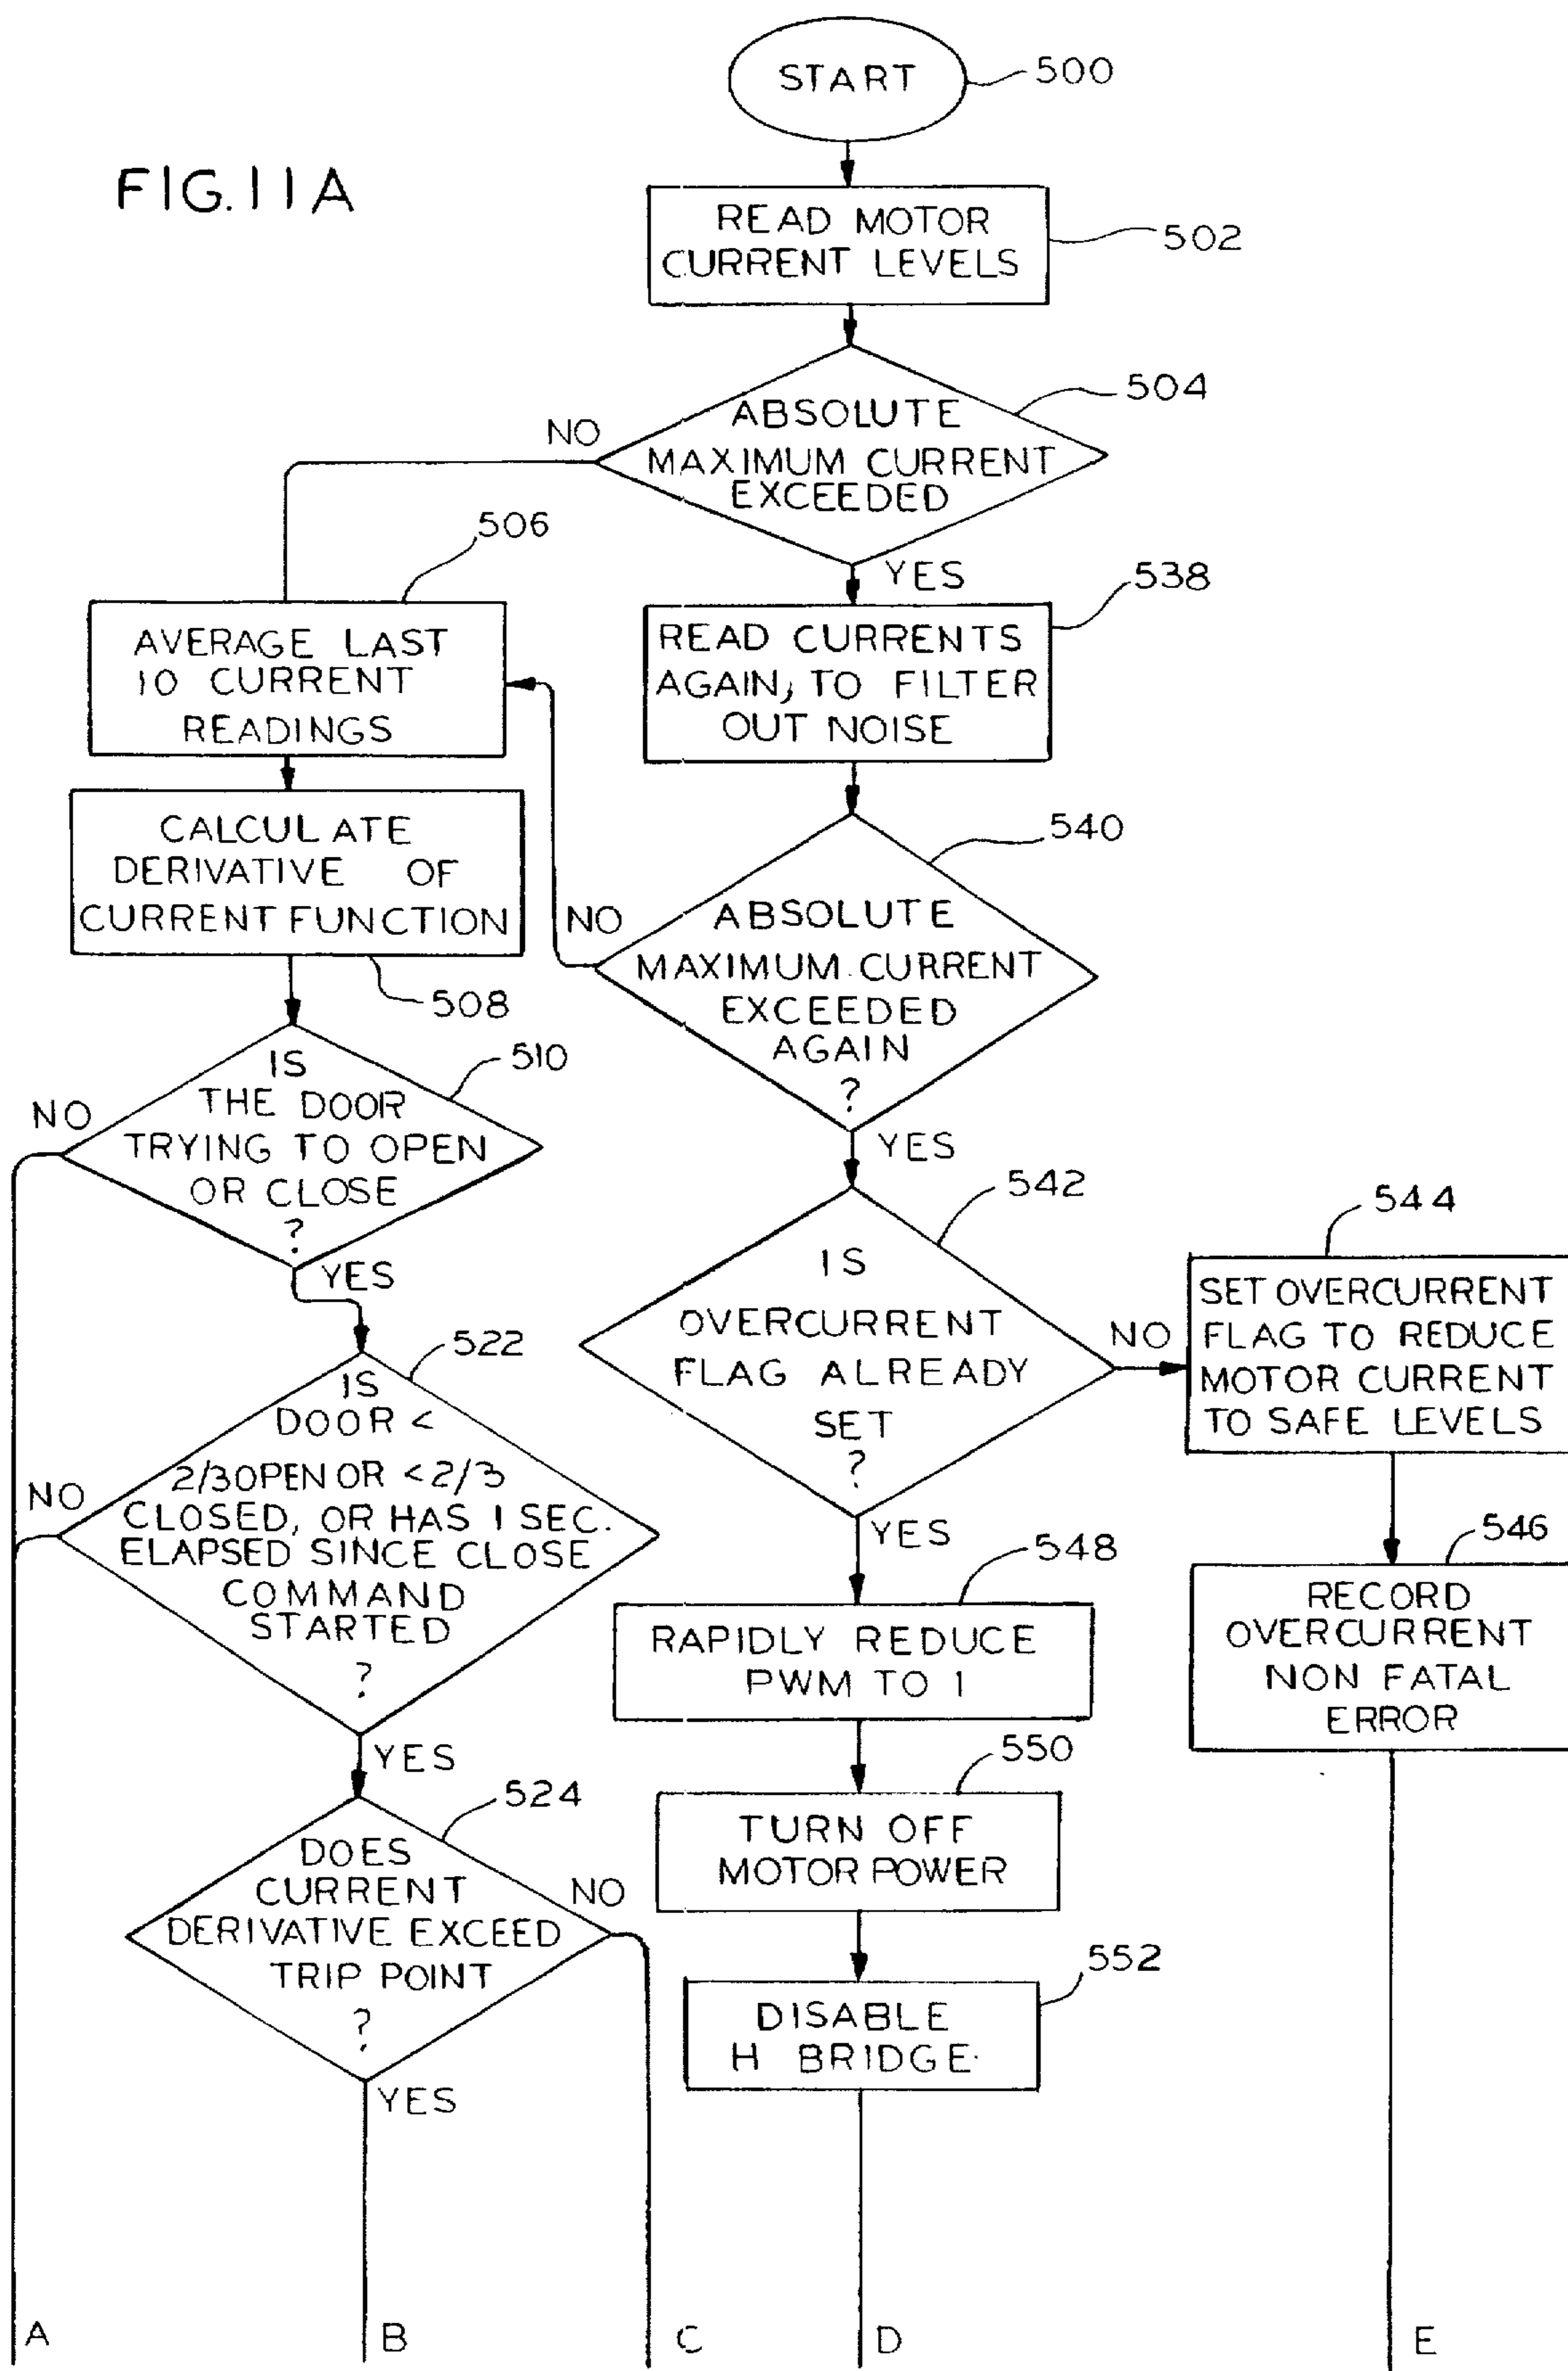 FIG. 11A
START
500
READ MOTOR
CURRENT LEVELS
502
ABSOLUTE
MAXIMUM CURRENT
EXCEEDED
504
NO
YES
506
AVERAGE LAST
10 CURRENT
READINGS
538
READ CURRENTS
AGAIN, TO FILTER
OUT NOISE
CALCULATE
DERIVATIVE OF
CURRENT FUNCTION
508
540
ABSOLUTE
MAXIMUM CURRENT
EXCEEDED
AGAIN
?
NO
YES
510
IS
THE DOOR
TRYING TO OPEN
OR CLOSE
?
NO
YES
542
IS
OVERCURRENT
FLAG ALREADY
SET
?
NO
YES
544
SET OVERCURRENT
FLAG TO REDUCE
MOTOR CURRENT
TO SAFE LEVELS
522
IS
DOOR <
2/3 OPEN OR < 2/3
CLOSED, OR HAS 1 SEC.
ELAPSED SINCE CLOSE
COMMAND
STARTED
?
NO
YES
546
RECORD
OVERCURRENT
NON FATAL
ERROR
548
RAPIDLY REDUCE
PWM TO 1
550
TURN OFF
MOTOR POWER
524
DOES
CURRENT
DERIVATIVE EXCEED
TRIP POINT
?
NO
YES
552
DISABLE
H BRIDGE
A
B
C
D
E